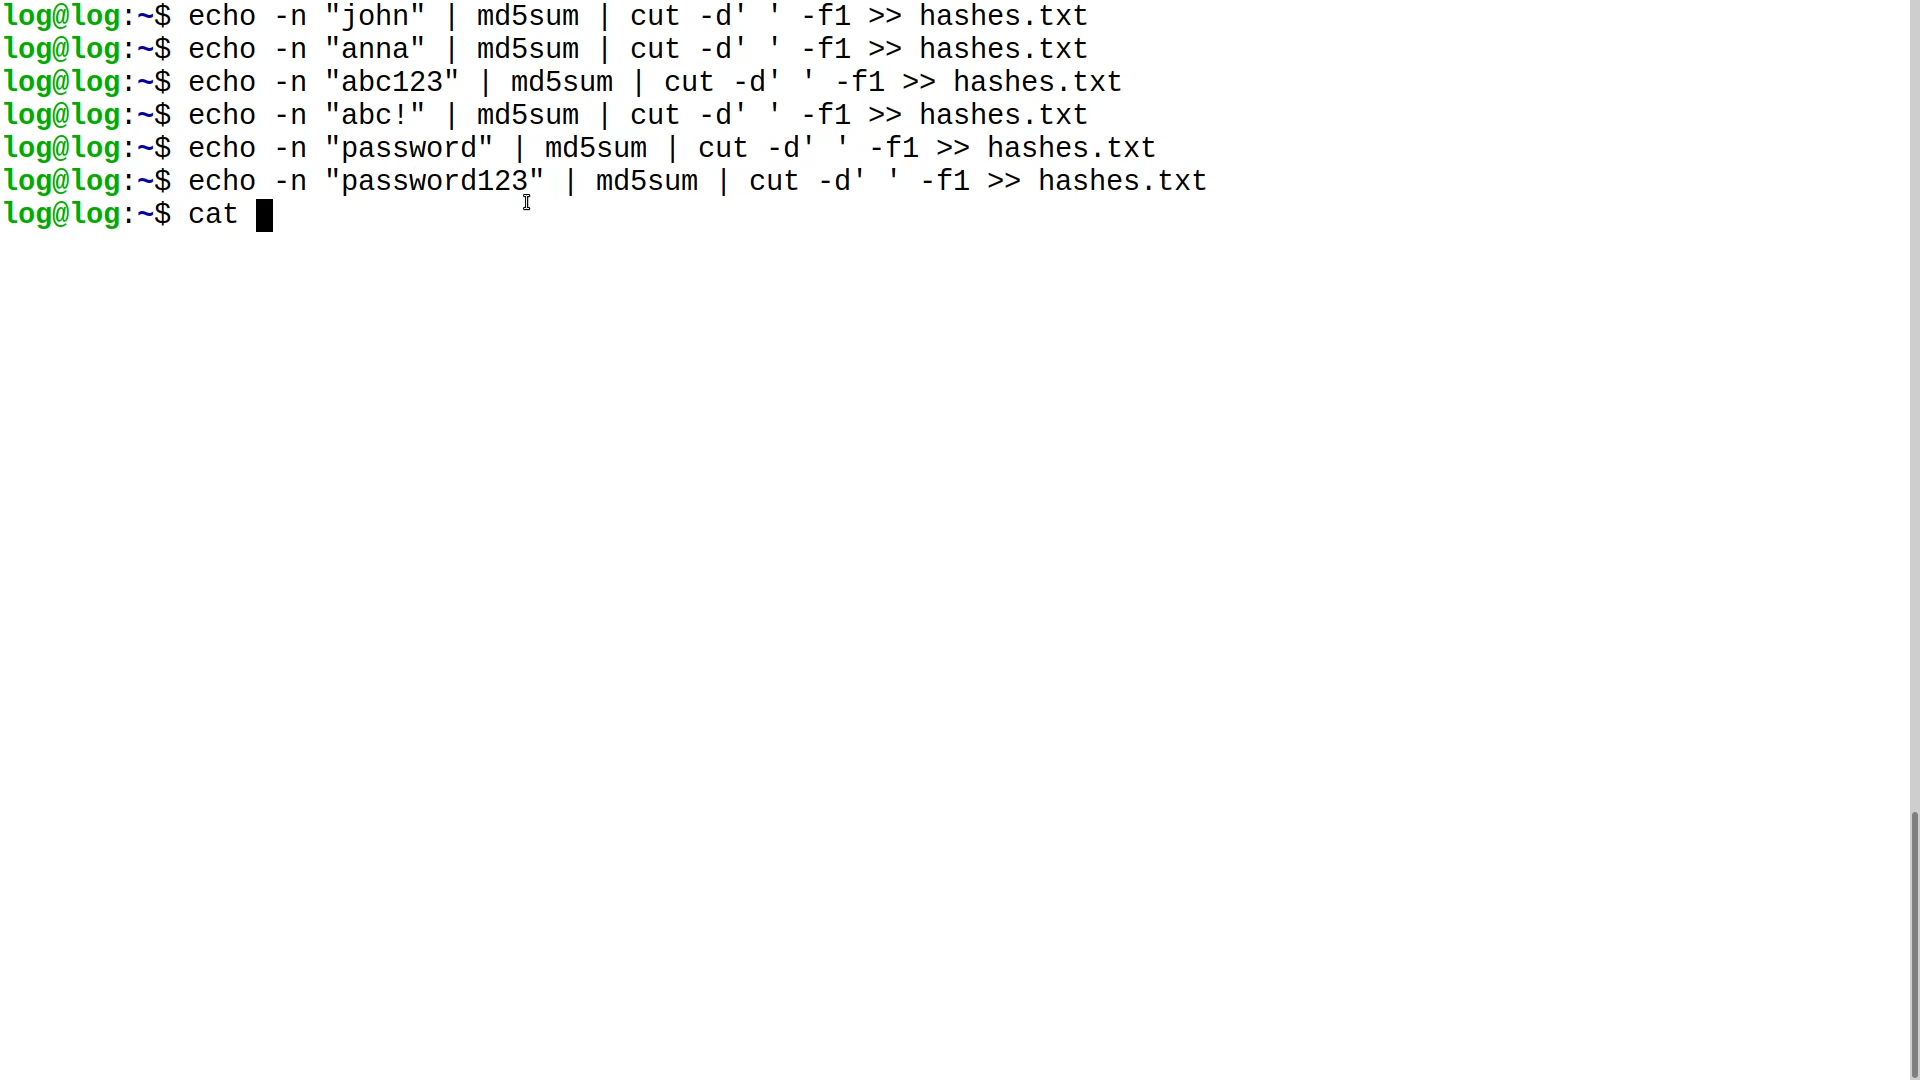 log@log:~$ echo -n "john" | md5sum | cut -d' ' -f1 >> hashes.txt
log@log:~$ echo -n "anna" | md5sum | cut -d' ' -f1 >> hashes.txt
log@log:~$ echo -n "abc123" | md5sum | cut -d' ' -f1 >> hashes.txt
log@log:~$ echo -n "abc!" | md5sum | cut -d' ' -f1 >> hashes.txt
log@log:~$ echo -n "password" | md5sum | cut -d' ' -f1 >> hashes.txt
log@log:~$ echo -n "password123" | md5sum | cut -d' ' -f1 >> hashes.txt
log@log:~$ cat